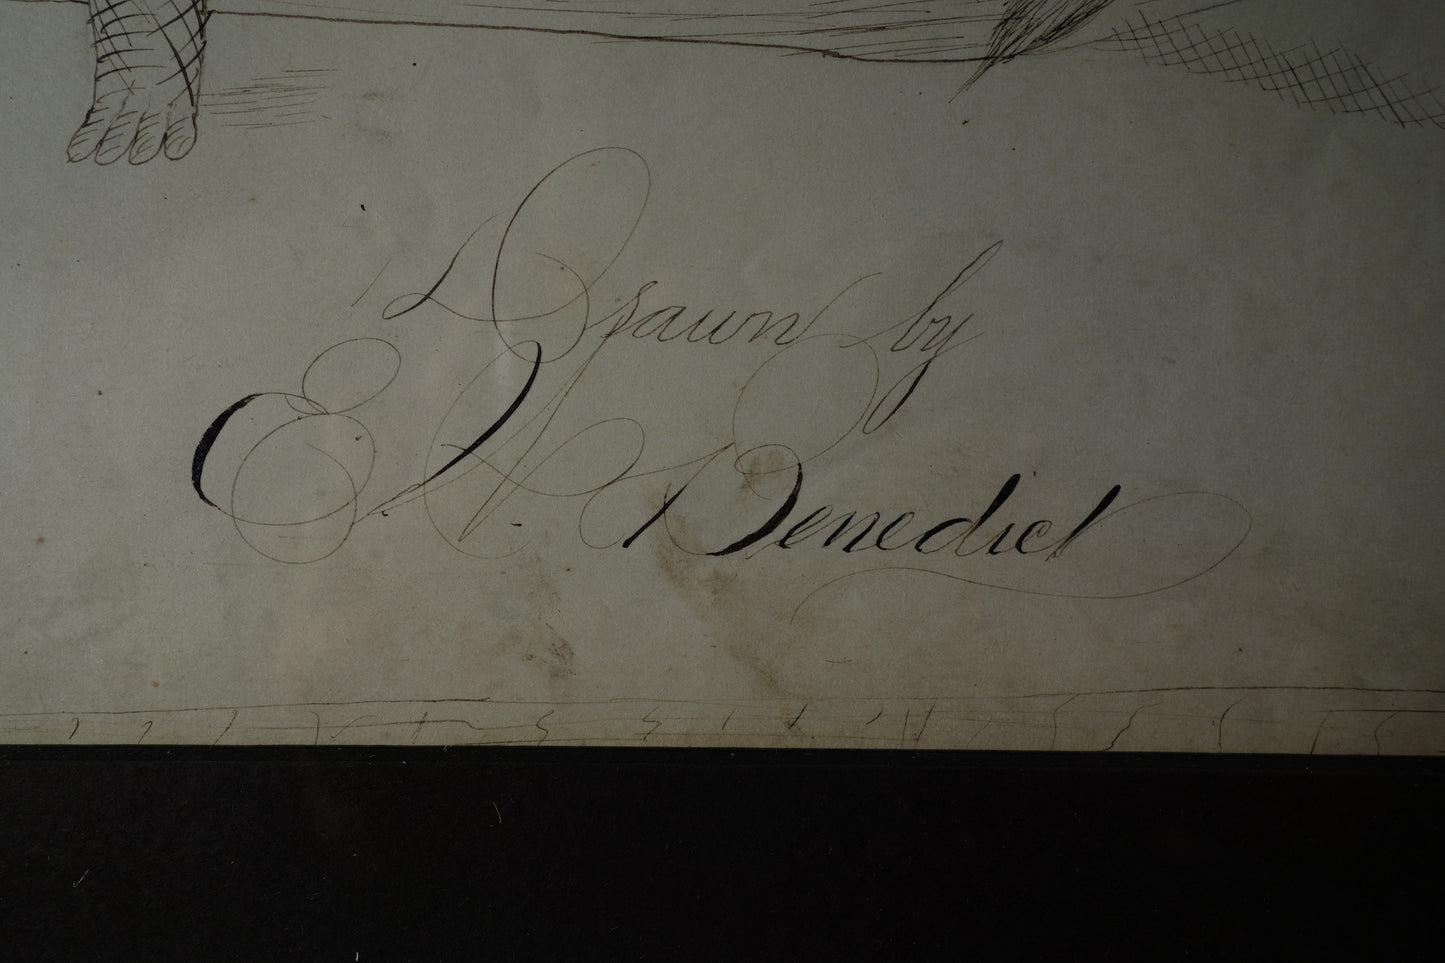 Drawn by
E. N. Benedict